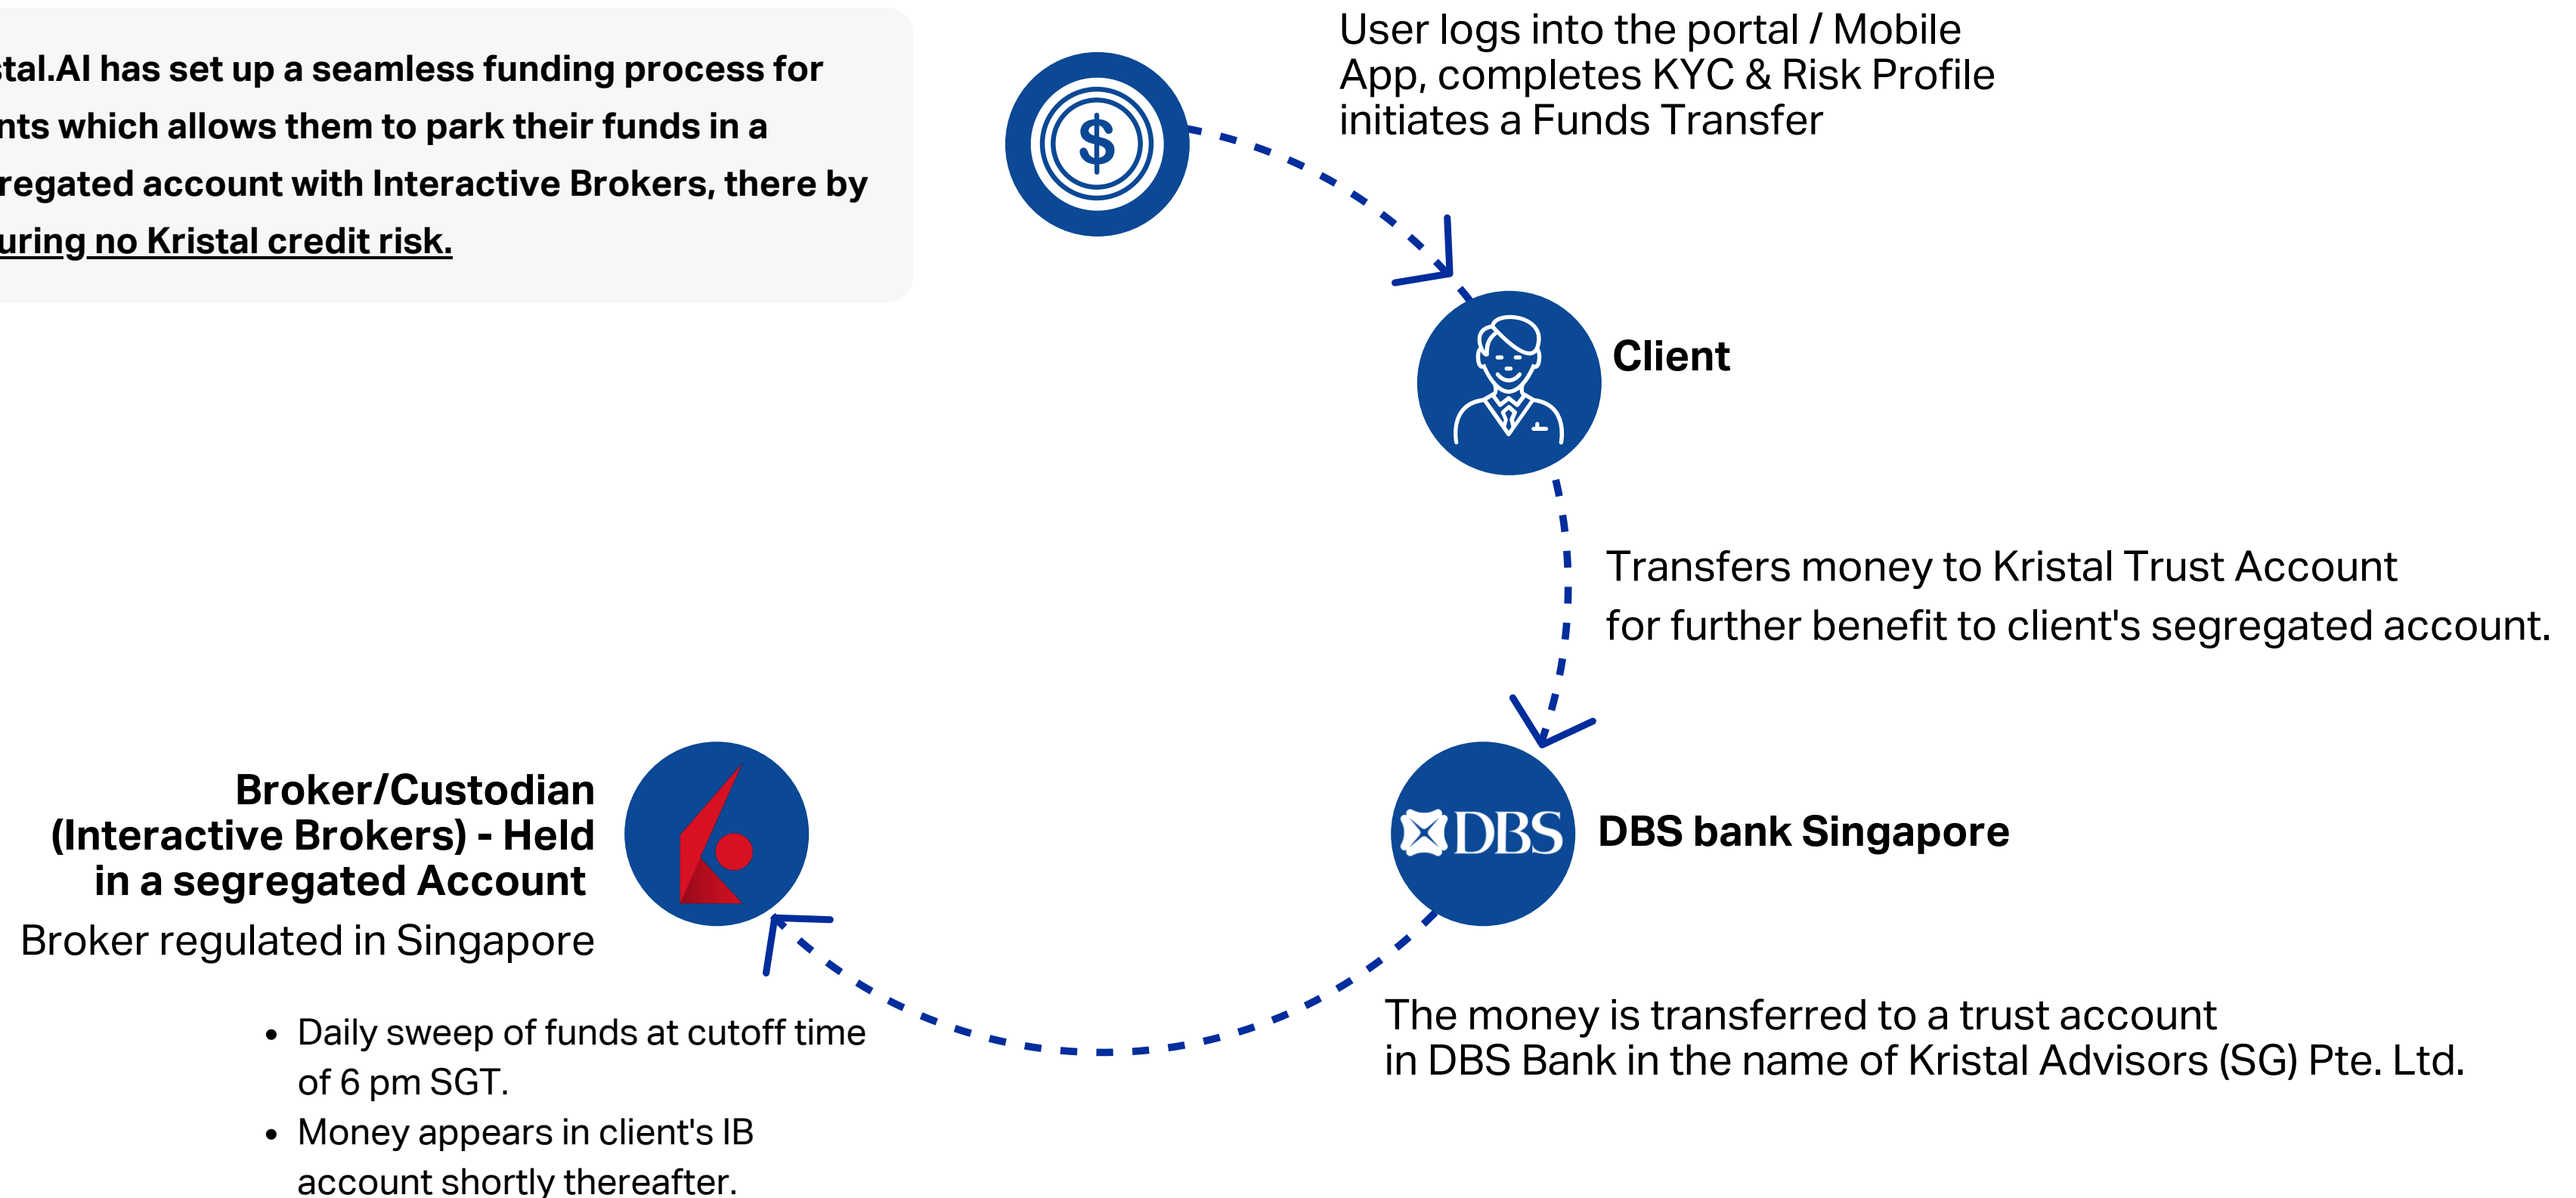 stal.AI has set up a seamless funding process for
nts which allows them to park their funds in a
regated account with Interactive Brokers, there by
uring no Kristal credit risk.
$
User logs into the portal / Mobile
App, completes KYC & Risk Profile
initiates a Funds Transfer
Client
Transfers money to Kristal Trust Account
for further benefit to client's segregated account.
DBS
DBS bank Singapore
The money is transferred to a trust account
in DBS Bank in the name of Kristal Advisors (SG) Pte. Ltd.
Broker/Custodian
(Interactive Brokers) - Held
in a segregated Account
Broker regulated in Singapore
• Daily sweep of funds at cutoff time
of 6 pm SGT.
• Money appears in client's IB
account shortly thereafter.